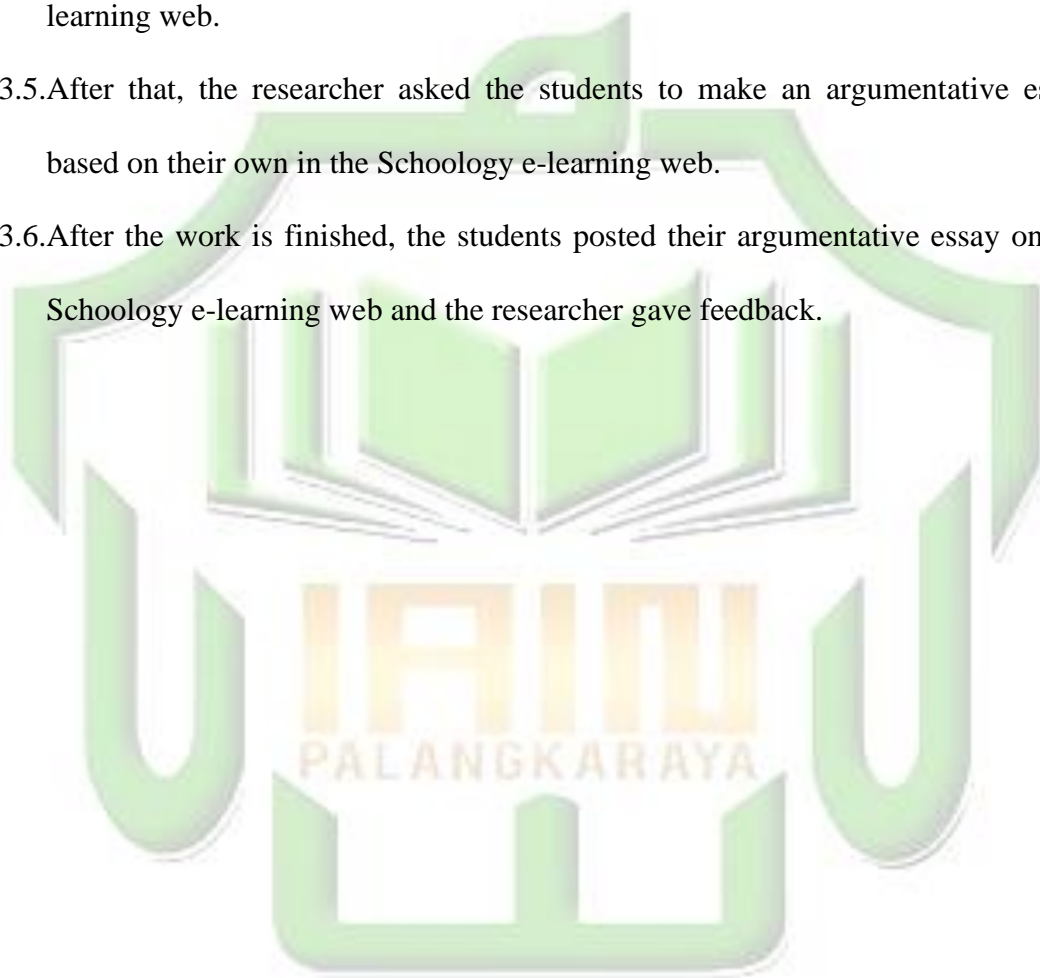 learning web.
3.5.After that, the researcher asked the students to make an argumentative
based on their own in the Schoology e-learning web.
3.6.After the work is finished, the students posted their argumentative essay on
Schoology e-learning web and the researcher gave feedback.
IAIN
PALANGKARAYA